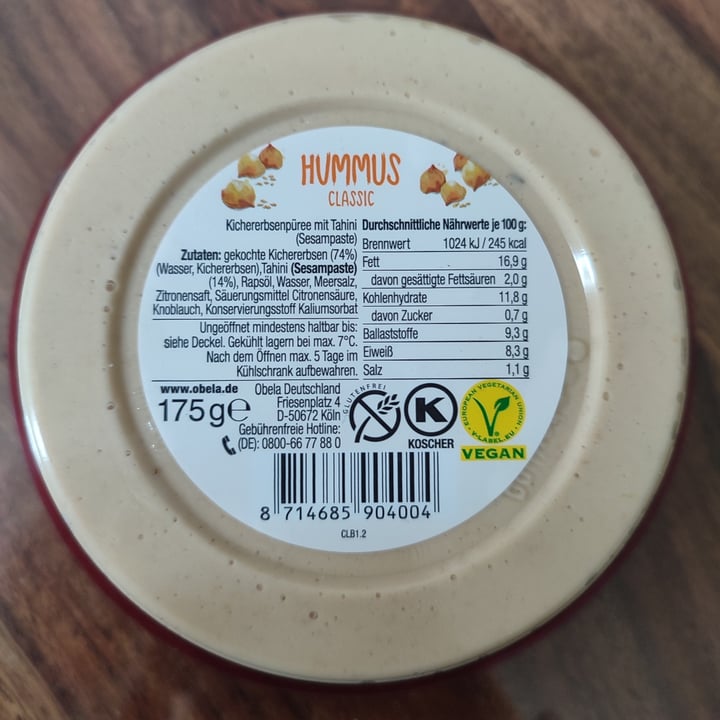 HUMMUS
CLASSIC
Kichererbsenpüree mit Tahini
(Sesampaste)
Zutaten: gekochte Kichererbsen (74%)
(Wasser, Kichererbsen),Tahini (Sesampaste)
(14%), Rapsöl, Wasser, Meersalz,
Zitronensaft, Säuerungsmittel Citronensäure,
Knoblauch, Konservierungsstoff Kaliumsorbat
Ungeöffnet mindestens haltbar bis:
siehe Deckel. Gekühlt lagern bei max. 7°C.
Nach dem Öffnen max. 5 Tage im
Kühlschrank aufbewahren.
Durchschnittliche Nährwerte je 100 g:
Brennwert 1024 kJ / 245 kcal
Fett 16,9 g
davon gesättigte Fettsäuren 2,0 g
Kohlenhydrate 11,8 g
davon Zucker 0,7 g
Ballaststoffe 9,3 g
Eiweiß 8,3 g
Salz 1,1 g
www.obela.de
175 g e
Obela Deutschland
Friesenplatz 4
D-50672 Köln
Gebührenfreie Hotline:
(DE): 0800-66 77 88 0
GLUTENFREI
K
KOSCHER
EUROPEAN VEGETARIAN UNION
V-LABEL.EU
VEGAN
8 714685 904004
CLB1.2